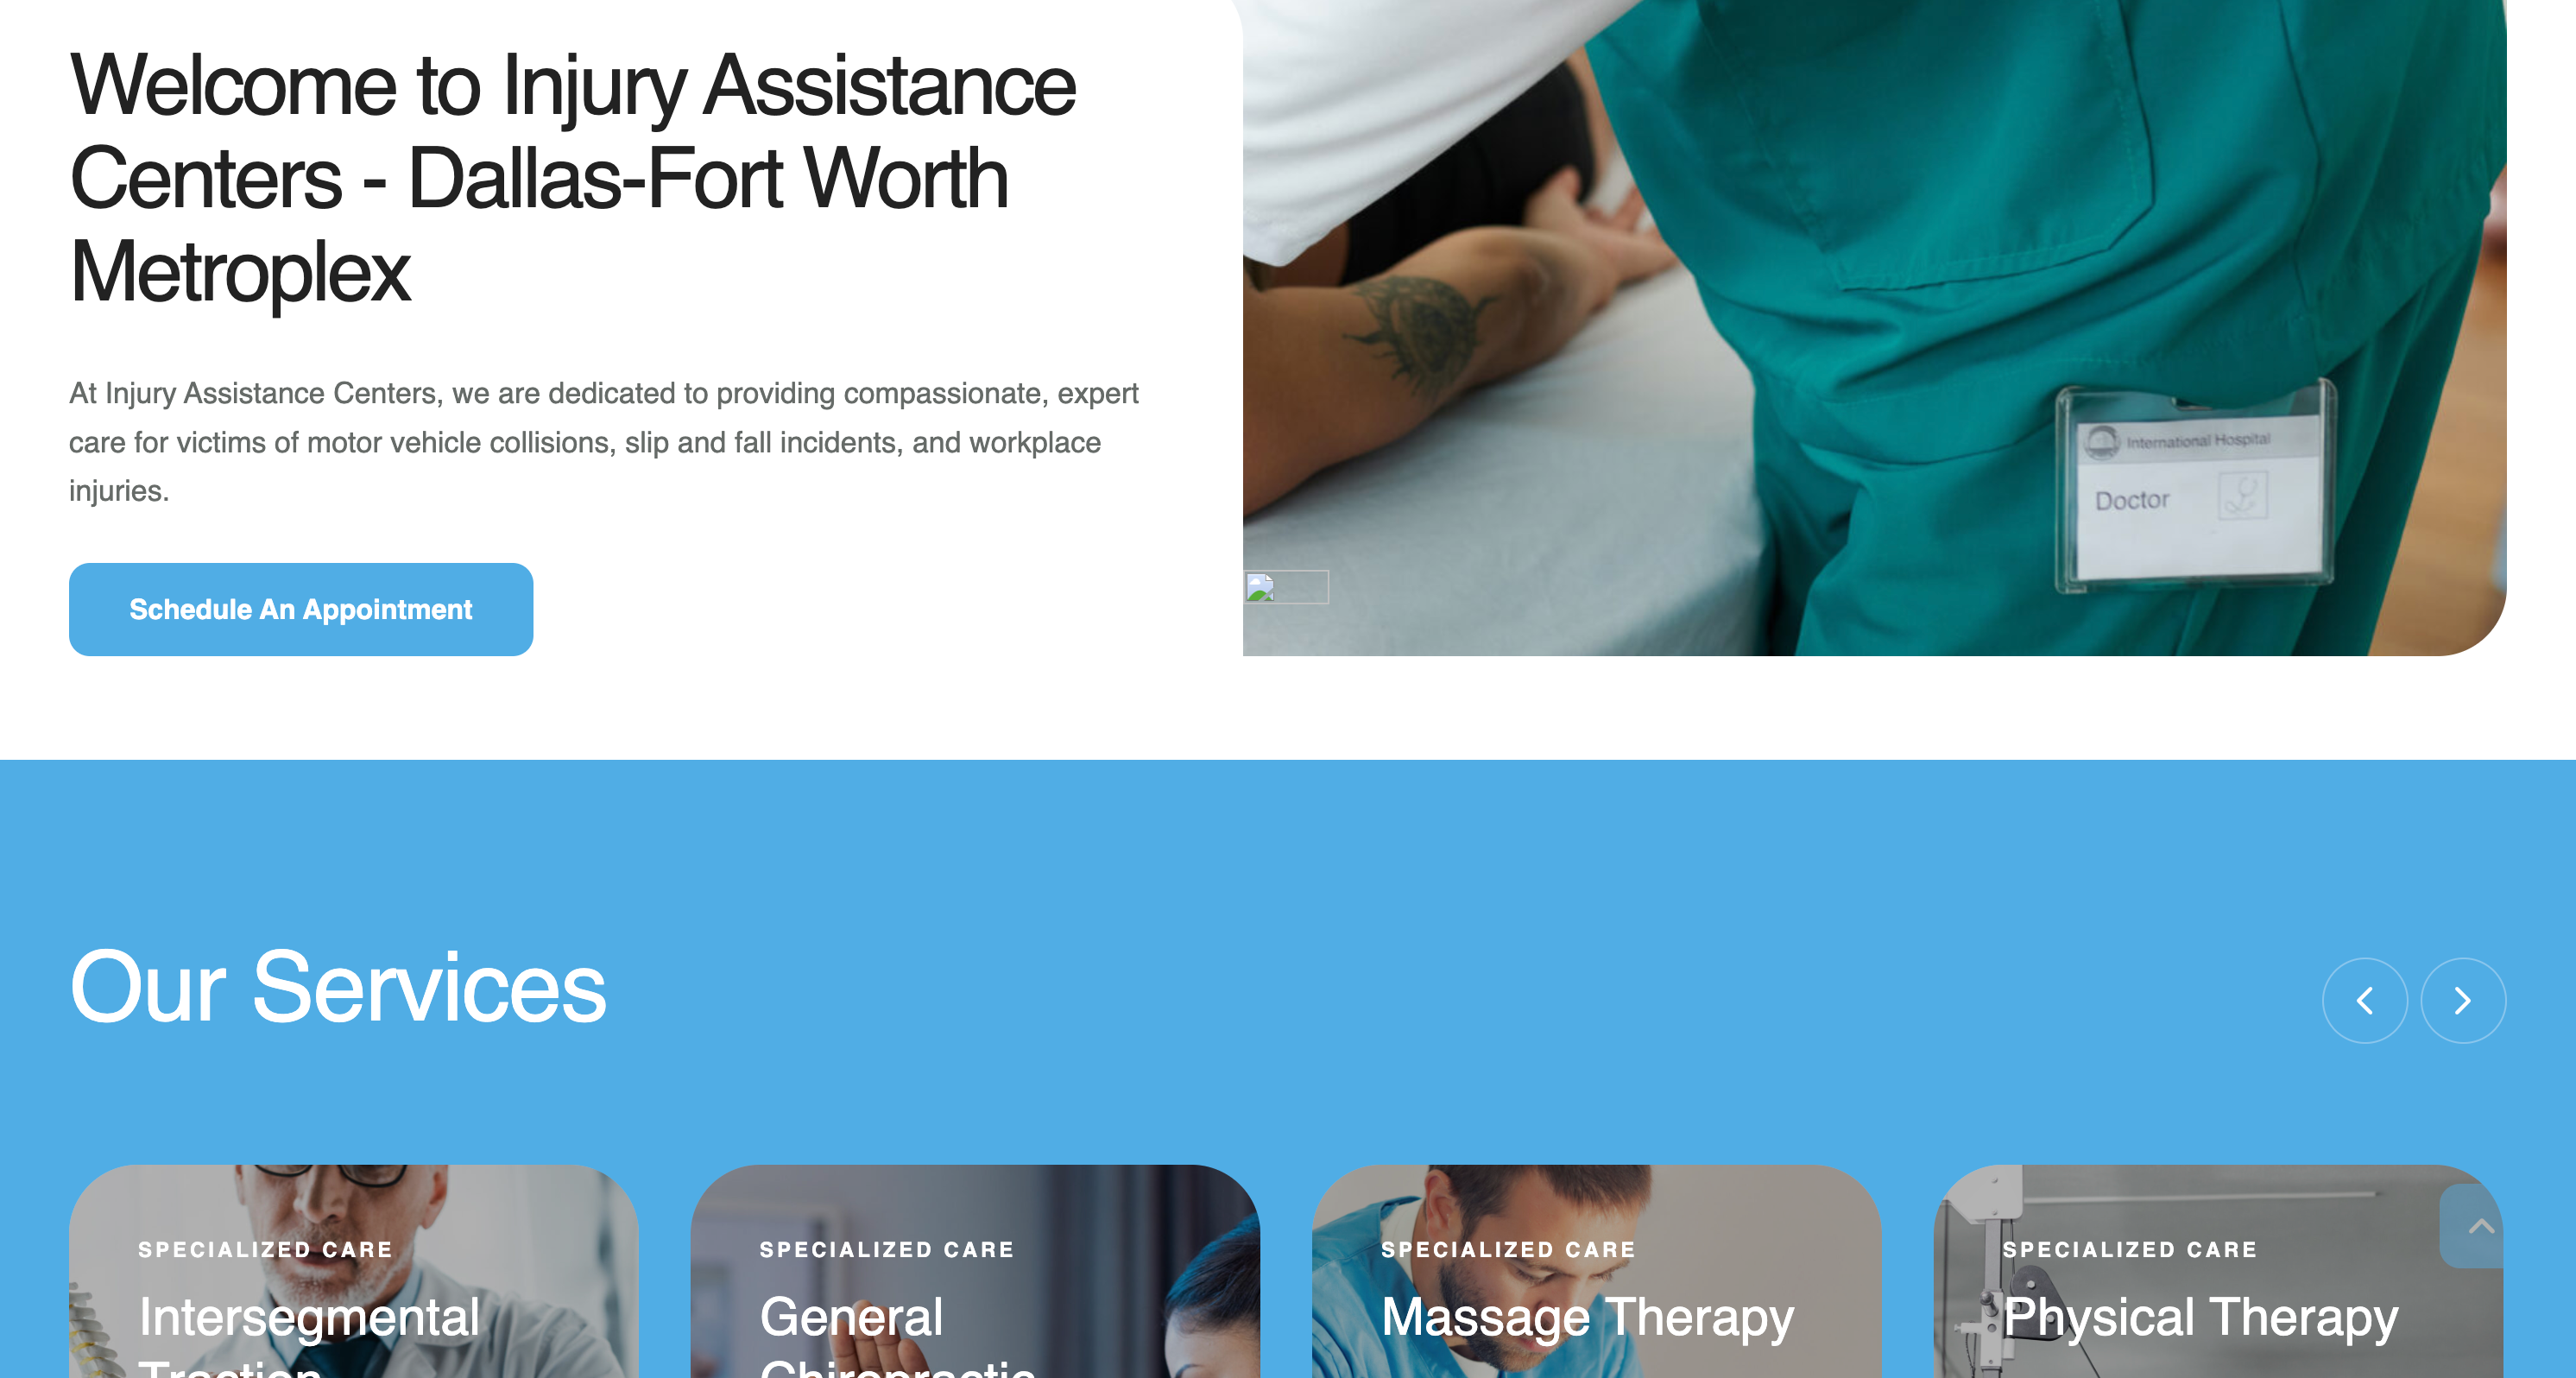 Welcome to Injury Assistance
Centers - Dallas-Fort Worth
Metroplex
At Injury Assistance Centers, we are dedicated to providing compassionate, expert
care for victims of motor vehicle collisions, slip and fall incidents, and workplace
injuries.
Schedule An Appointment
International Hospital
Doctor
Our Services
SPECIALIZED CARE
Intersegmental
Traction
SPECIALIZED CARE
General
Chiropractic
SPECIALIZED CARE
Massage Therapy
SPECIALIZED CARE
Physical Therapy